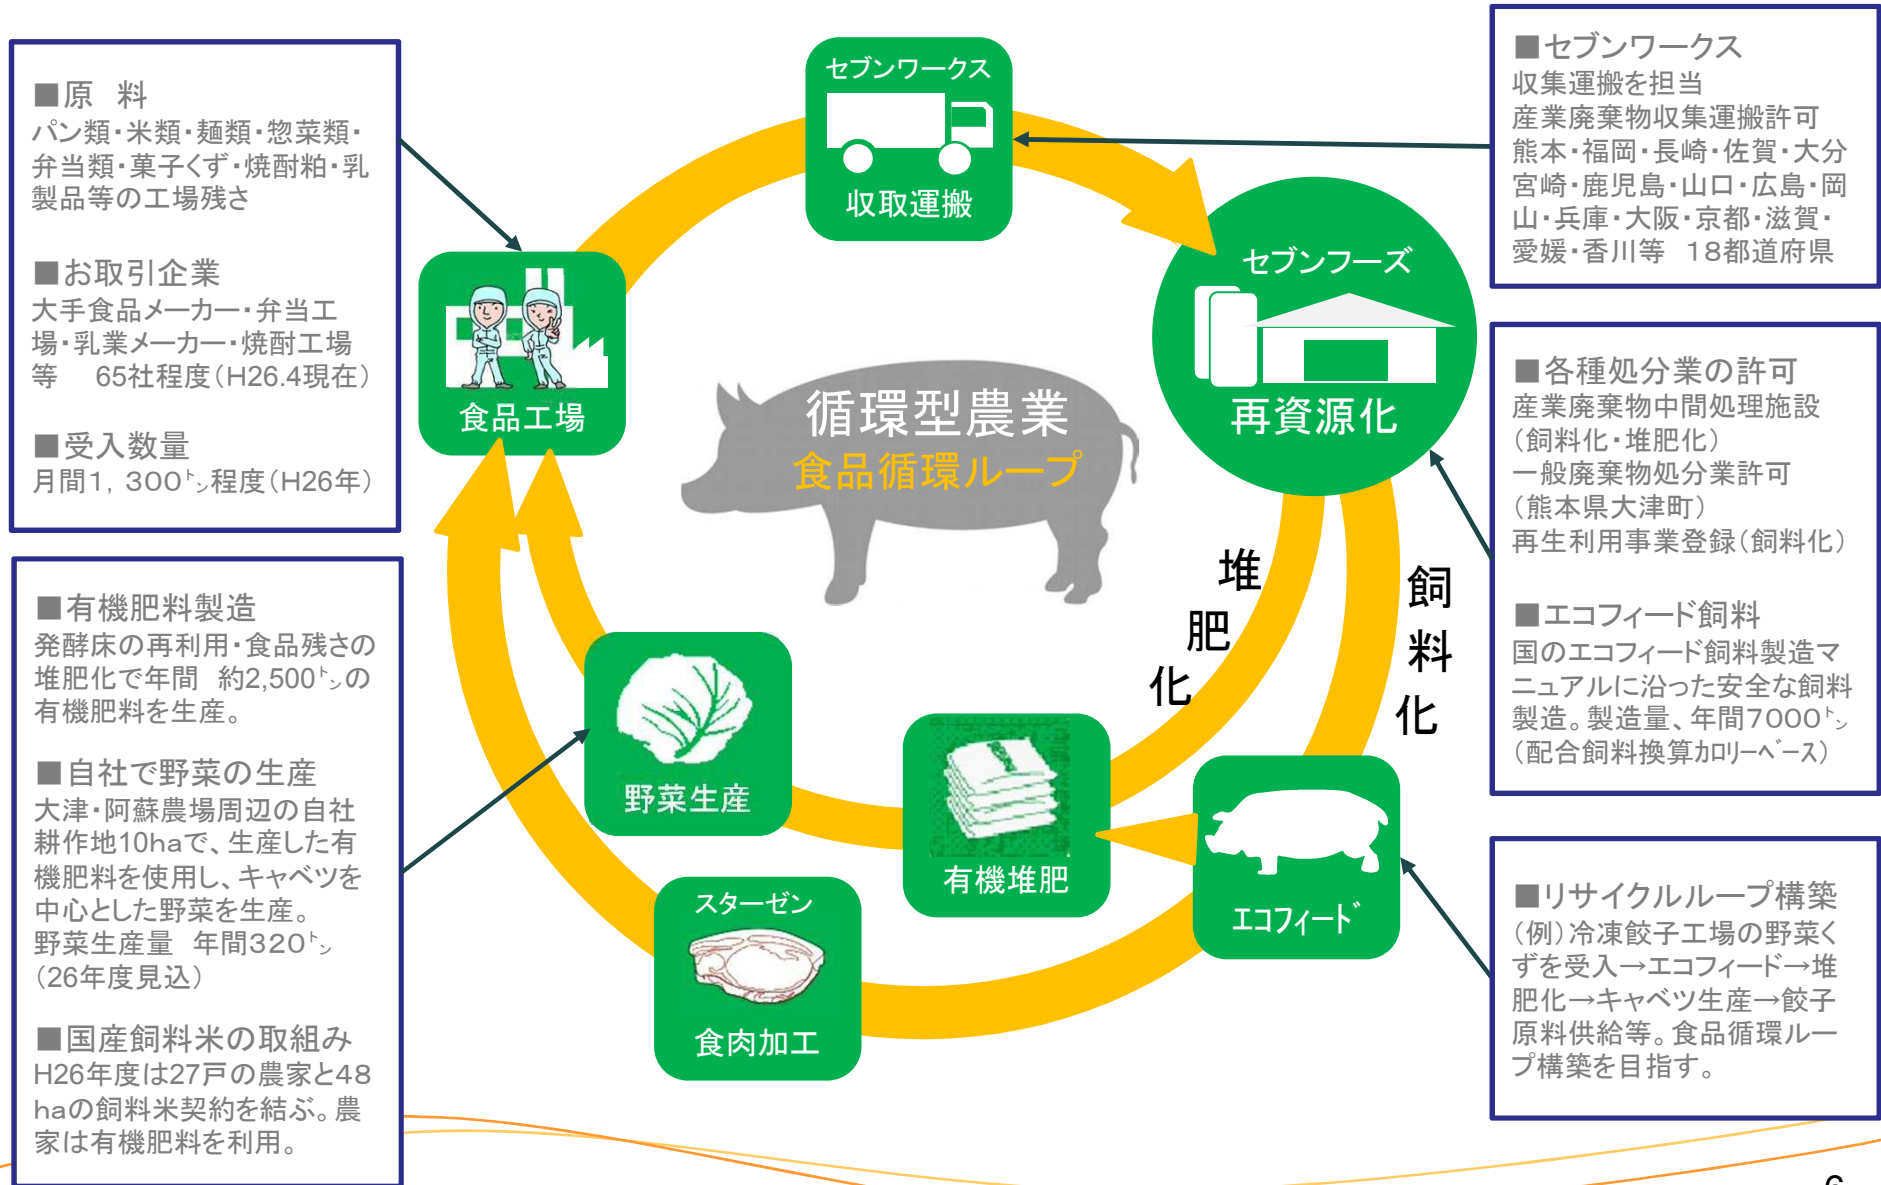 ■原　料
パン類・米類・麺類・惣菜類・
弁当類・菓子くず・焼酎粕・乳
製品等の工場残さ
■お取引企業
大手食品メーカー・弁当工
場・乳業メーカー・焼酎工場
等　65社程度（H26.4現在）
■受入数量
月間1，300㌧程度（H26年）
■有機肥料製造
発酵床の再利用・食品残さの
堆肥化で年間　約2,500㌧の
有機肥料を生産。
■自社で野菜の生産
大津・阿蘇農場周辺の自社
耕作地10haで、生産した有
機肥料を使用し、キャベツを
中心とした野菜を生産。
野菜生産量　年間320㌧
（26年度見込）
■国産飼料米の取組み
H26年度は27戸の農家と48
haの飼料米契約を結ぶ。農
家は有機肥料を利用。
セブンワークス
収取運搬
食品工場
セブンフーズ
再資源化
循環型農業
食品循環ループ
堆肥化
飼料化
野菜生産
有機堆肥
エコフィード
スターゼン
食肉加工
■セブンワークス
収集運搬を担当
産業廃棄物収集運搬許可
熊本・福岡・長崎・佐賀・大分
宮崎・鹿児島・山口・広島・岡
山・兵庫・大阪・京都・滋賀・
愛媛・香川等　18都道府県
■各種処分業の許可
産業廃棄物中間処理施設
（飼料化・堆肥化）
一般廃棄物処分業許可
（熊本県大津町）
再生利用事業登録（飼料化）
■エコフィード飼料
国のエコフィード飼料製造マ
ニュアルに沿った安全な飼料
製造。製造量、年間7000㌧
（配合飼料換算ｶﾛﾘｰﾍﾞｰｽ）
■リサイクルループ構築
（例）冷凍餃子工場の野菜く
ずを受入→エコフィード→堆
肥化→キャベツ生産→餃子
原料供給等。食品循環ルー
プ構築を目指す。